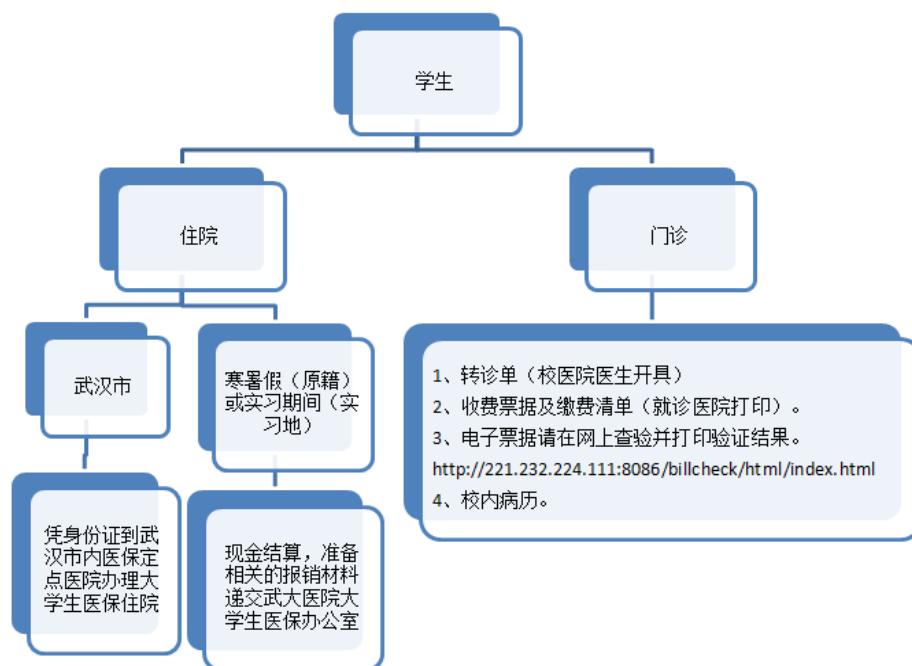 学生
住院
门诊
武汉市
寒暑假（原籍）
或实习期间（实
习地）
凭身份证到武
汉市内医保定
点医院办理大
学生医保住院
现金结算，准备
相关的报销材料
递交武大医院大
学生医保办公室
1、转诊单（校医院医生开具）
2、收费票据及缴费清单（就诊医院打印）。
3、电子票据请在网上查验并打印验证结果。
http://221.232.224.111:8086/billcheck/html/index.html
4、校内病历。